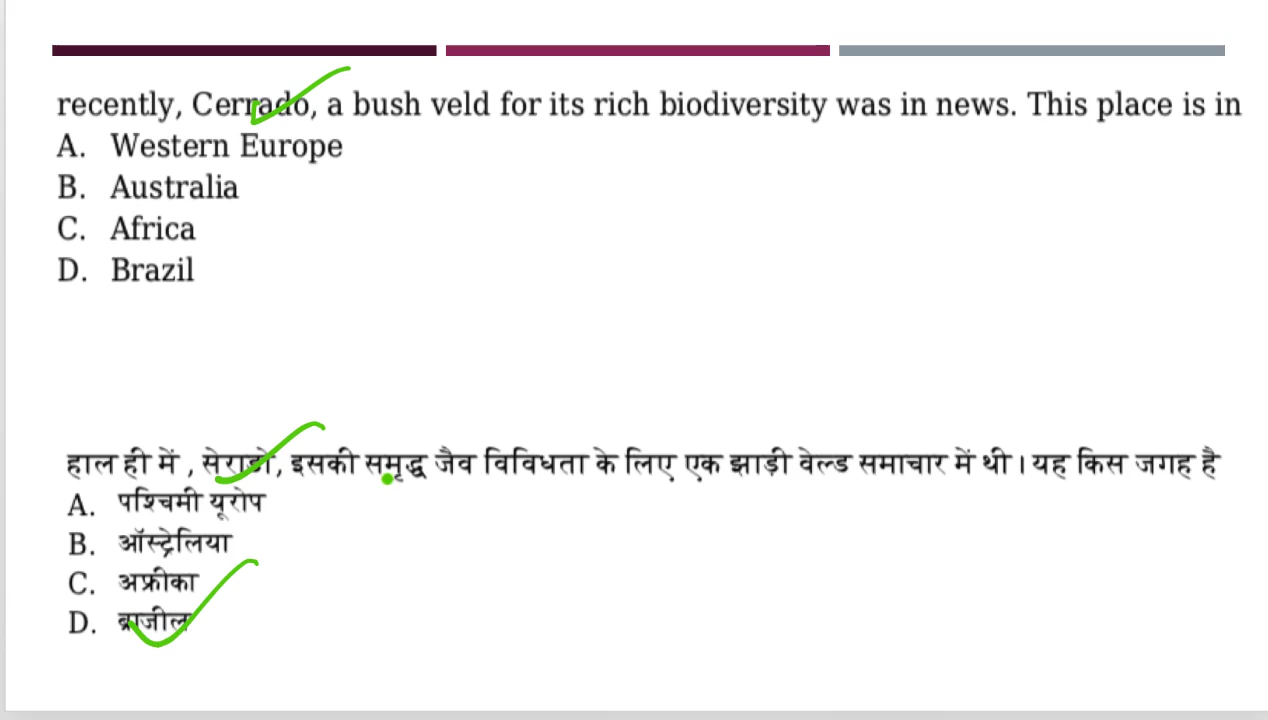 recently, Cerrado, a bush veld for its rich biodiversity was in news. This place is in
A. Western Europe
B. Australia
C. Africa
D. Brazil
हाल ही में , सेराडो, इसकी समृद्ध जैव विविधता के लिए एक झाड़ी वेल्ड समाचार में थी । यह किस जगह है
A. पश्चिमी यूरोप
B. ऑस्ट्रेलिया
C. अफ्रीका
D. ब्राजील